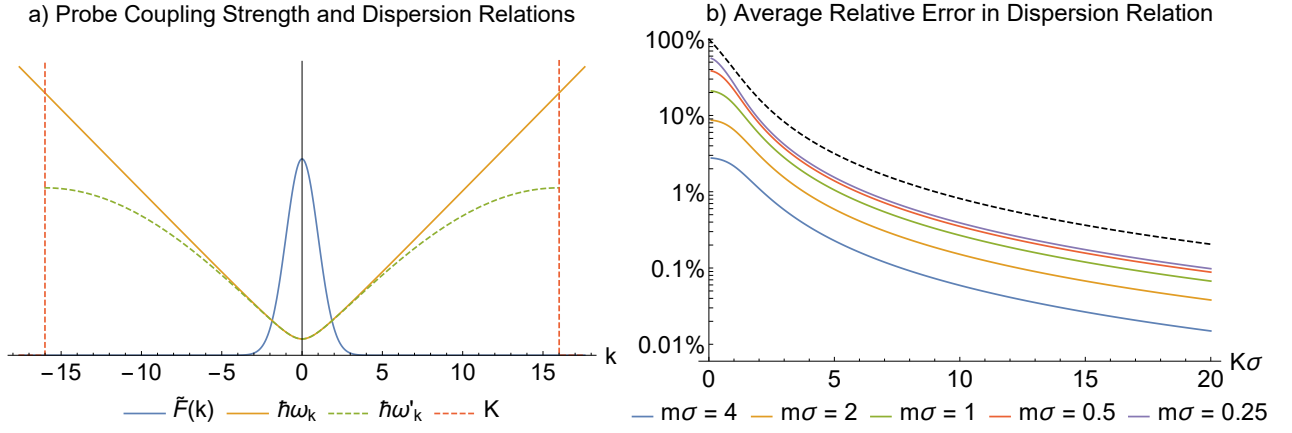 a) Probe Coupling Strength and Dispersion Relations
−15 −10 −5 0 5 10 15 k
F̃(k) ħωk ħω'k K
b) Average Relative Error in Dispersion Relation
100%
10%
1%
0.1%
0.01%
0 5 10 15 20 Kσ
mσ = 4 mσ = 2 mσ = 1 mσ = 0.5 mσ = 0.25